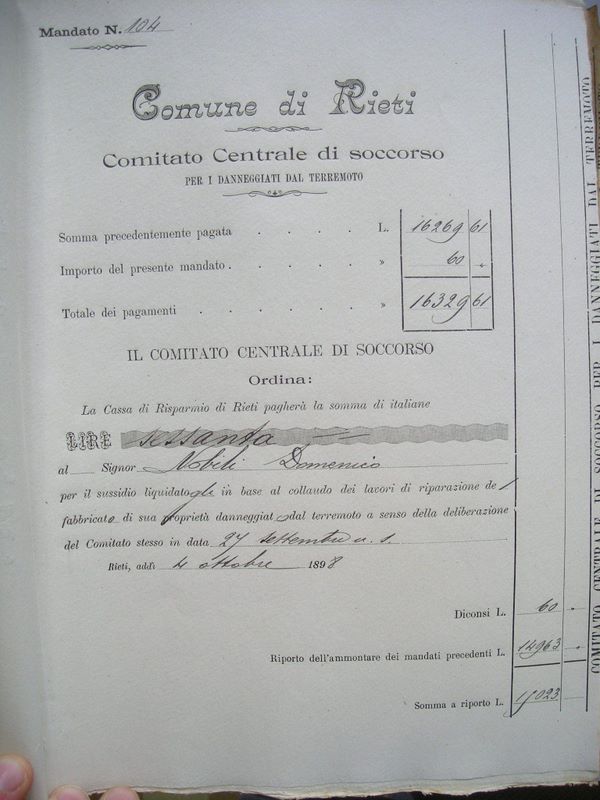 Mandato N. 104
Comune di Rieti
Comitato Centrale di soccorso
PER I DANNEGGIATI DAL TERREMOTO
Somma precedentemente pagata . . . . L. 16269 61
Importo del presente mandato . . . . . » 60 .
Totale dei pagamenti . . . . . » 16329 61
IL COMITATO CENTRALE DI SOCCORSO
Ordina:
La Cassa di Risparmio di Rieti pagherà la somma di italiane
LIRE sessanta
al Signor Nobili Domenico
per il sussidio liquidatogli in base al collaudo dei lavori di riparazione del
fabbricato di sua proprietà danneggiato dal terremoto a senso della deliberazione
del Comitato stesso in data 27 settembre u. s.
Rieti, addì 4 ottobre 1898
Diconsi L. 60 .
Riporto dell'ammontare dei mandati precedenti L. 14963 .
Somma a riporto L. 15023 .
COMITATO CENTRALE DI SOCCORSO PER I DANNEGGIATI DAL TERREMOTO